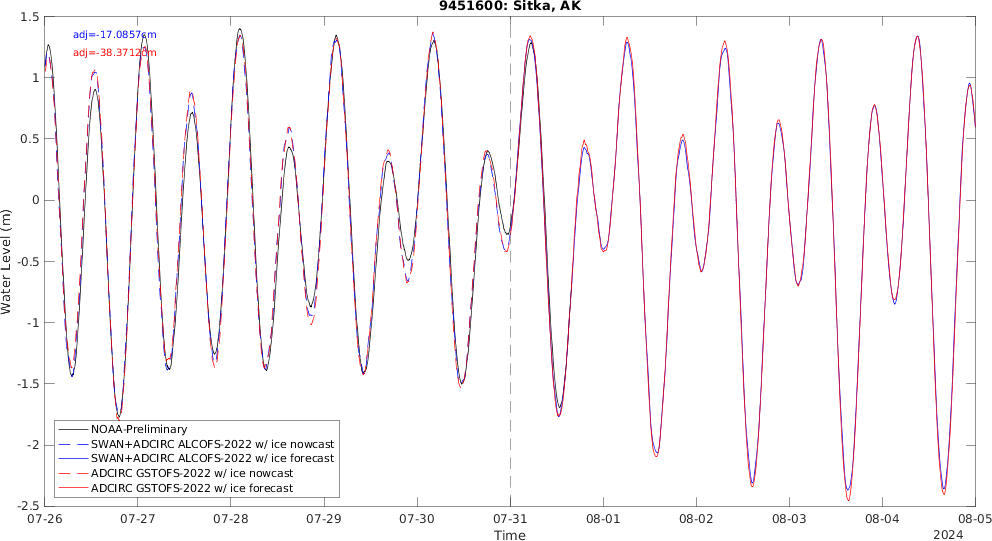 9451600: Sitka, AK
adj=-17.0857cm
adj=-38.3712cm
Water Level (m)
1.5
1
0.5
0
-0.5
-1
-1.5
-2
-2.5
NOAA-Preliminary
SWAN+ADCIRC ALCOFS-2022 w/ ice nowcast
SWAN+ADCIRC ALCOFS-2022 w/ ice forecast
ADCIRC GSTOFS-2022 w/ ice nowcast
ADCIRC GSTOFS-2022 w/ ice forecast
07-26 07-27 07-28 07-29 07-30 07-31 08-01 08-02 08-03 08-04 08-05
Time
2024